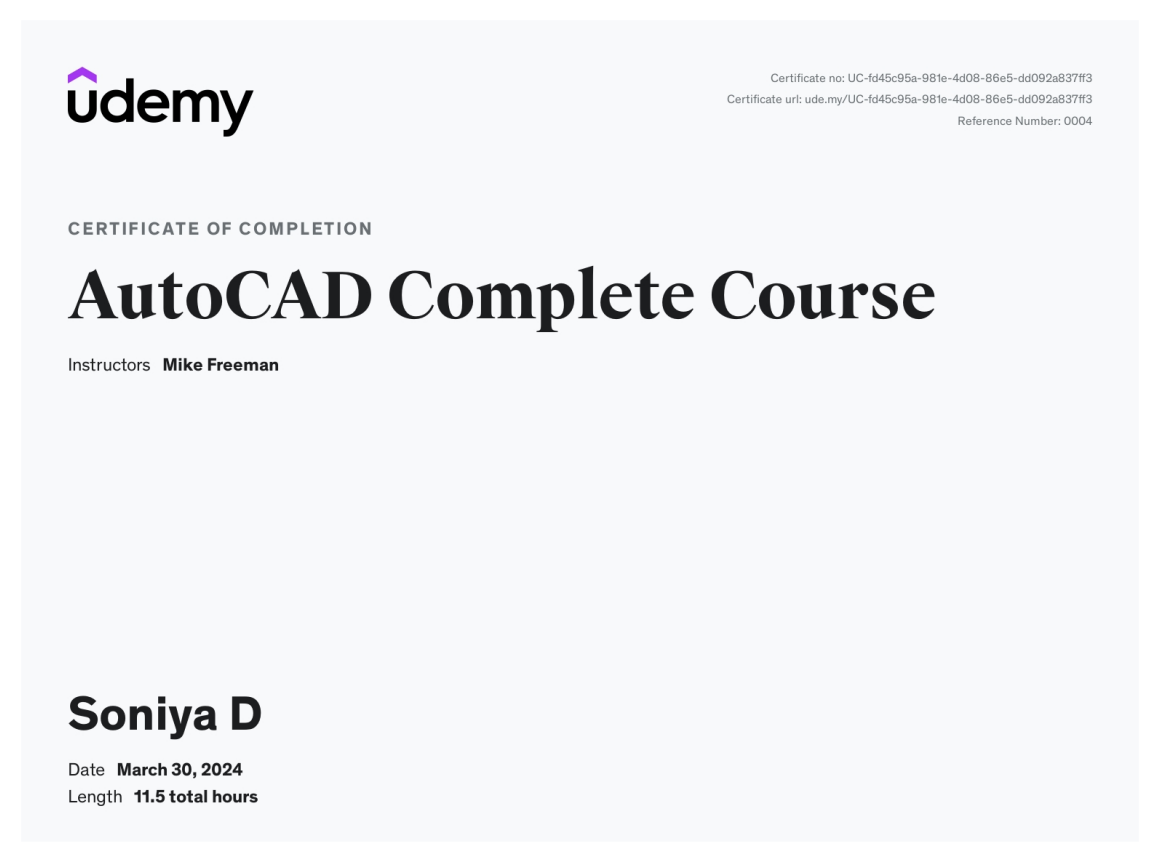 udemy
Certificate no: UC-fd45c95a-981e-4d08-86e5-dd092a837ff3
Certificate url: ude.my/UC-fd45c95a-981e-4d08-86e5-dd092a837ff3
Reference Number: 0004
CERTIFICATE OF COMPLETION
AutoCAD Complete Course
Instructors Mike Freeman
Soniya D
Date March 30, 2024
Length 11.5 total hours